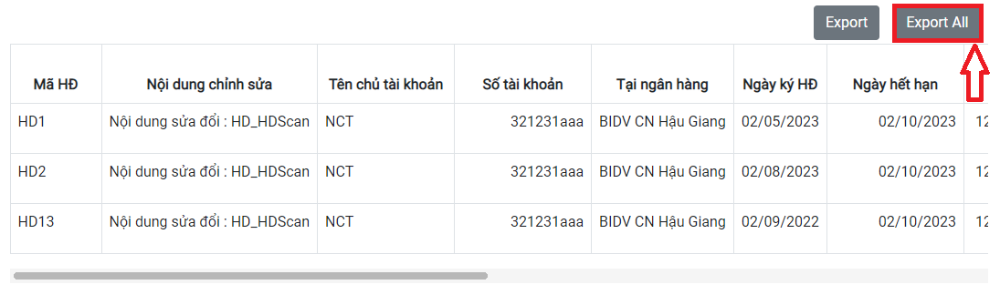 Export Export All
Mã HĐ Nội dung chỉnh sửa Tên chủ tài khoản Số tài khoản Tại ngân hàng Ngày ký HĐ Ngày hết hạn
HD1 Nội dung sửa đổi : HD_HDScan NCT 321231aaa BIDV CN Hậu Giang 02/05/2023 02/10/2023 12
HD2 Nội dung sửa đổi : HD_HDScan NCT 321231aaa BIDV CN Hậu Giang 02/08/2023 02/10/2023 12
HD13 Nội dung sửa đổi : HD_HDScan NCT 321231aaa BIDV CN Hậu Giang 02/09/2022 02/10/2023 12